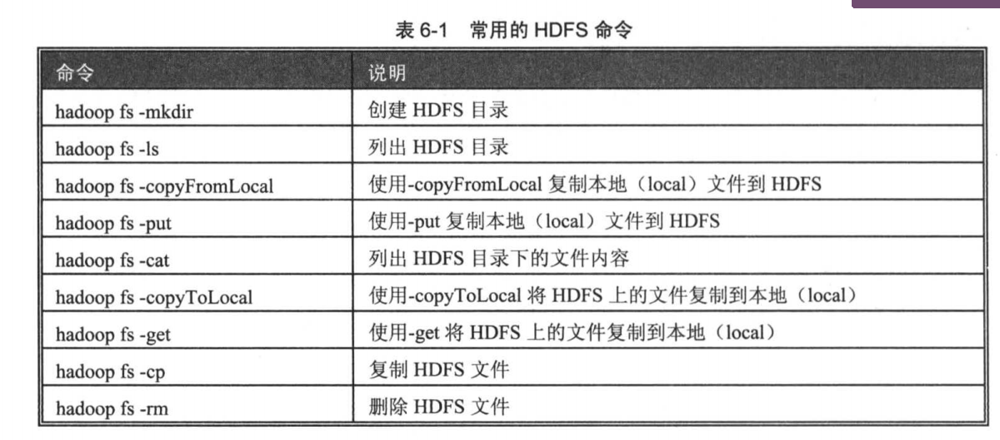 表 6-1 常用的 HDFS 命令
命令 说明
hadoop fs -mkdir 创建 HDFS 目录
hadoop fs -ls 列出 HDFS 目录
hadoop fs -copyFromLocal 使用-copyFromLocal 复制本地（local）文件到 HDFS
hadoop fs -put 使用-put 复制本地（local）文件到 HDFS
hadoop fs -cat 列出 HDFS 目录下的文件内容
hadoop fs -copyToLocal 使用-copyToLocal 将 HDFS 上的文件复制到本地（local）
hadoop fs -get 使用-get 将 HDFS 上的文件复制到本地（local）
hadoop fs -cp 复制 HDFS 文件
hadoop fs -rm 删除 HDFS 文件